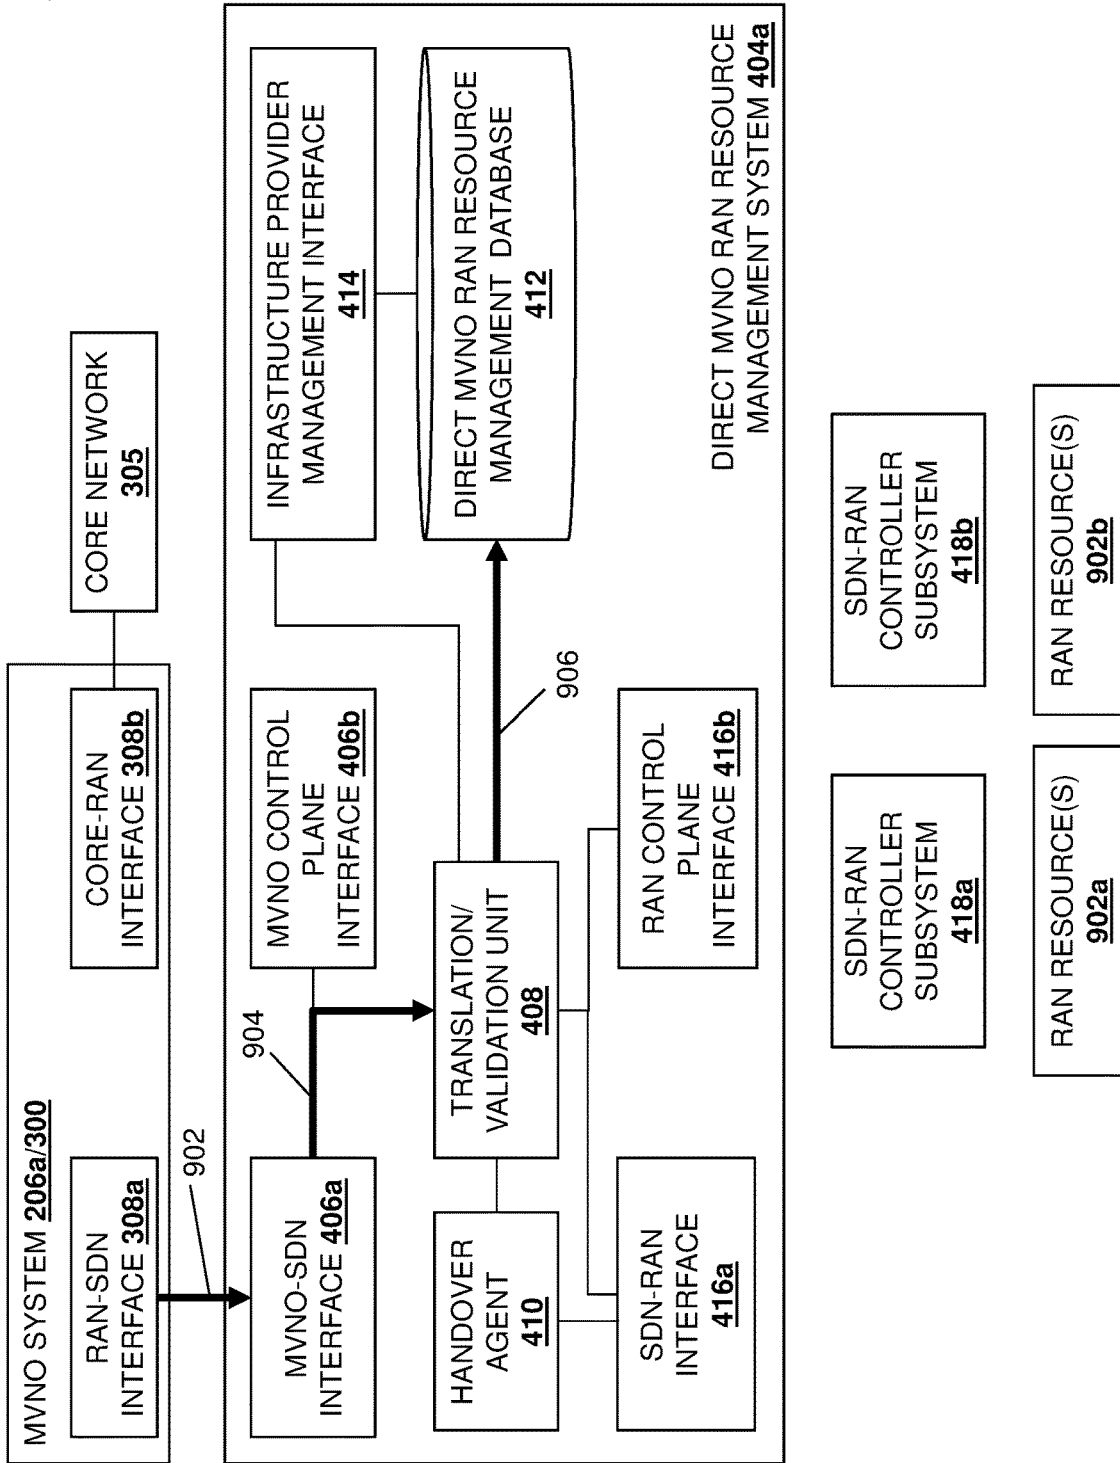 MVNO SYSTEM 206a/300
RAN-SDN
INTERFACE 308a
CORE-RAN
INTERFACE 308b
CORE NETWORK
305
902
MVNO-SDN
INTERFACE 406a
904
MVNO CONTROL
PLANE
INTERFACE 406b
INFRASTRUCTURE PROVIDER
MANAGEMENT INTERFACE
414
HANDOVER
AGENT
410
TRANSLATION/
VALIDATION UNIT
408
906
DIRECT MVNO RAN RESOURCE
MANAGEMENT DATABASE
412
SDN-RAN
INTERFACE
416a
RAN CONTROL
PLANE
INTERFACE 416b
DIRECT MVNO RAN RESOURCE
MANAGEMENT SYSTEM 404a
SDN-RAN
CONTROLLER
SUBSYSTEM
418a
SDN-RAN
CONTROLLER
SUBSYSTEM
418b
RAN RESOURCE(S)
902a
RAN RESOURCE(S)
902b